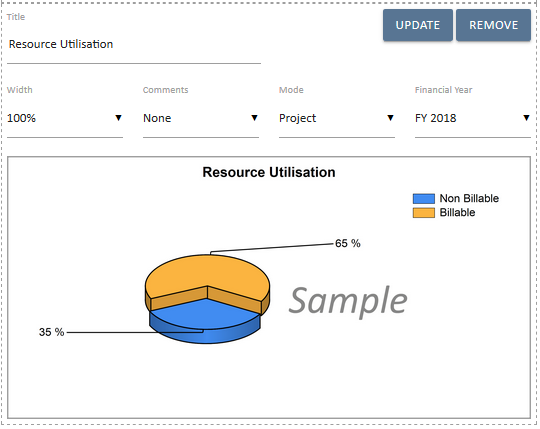 Title
Resource Utilisation
UPDATE
REMOVE
Width
Comments
Mode
Financial Year
100%
None
Project
FY 2018
Resource Utilisation
Non Billable
Billable
65 %
Sample
35 %